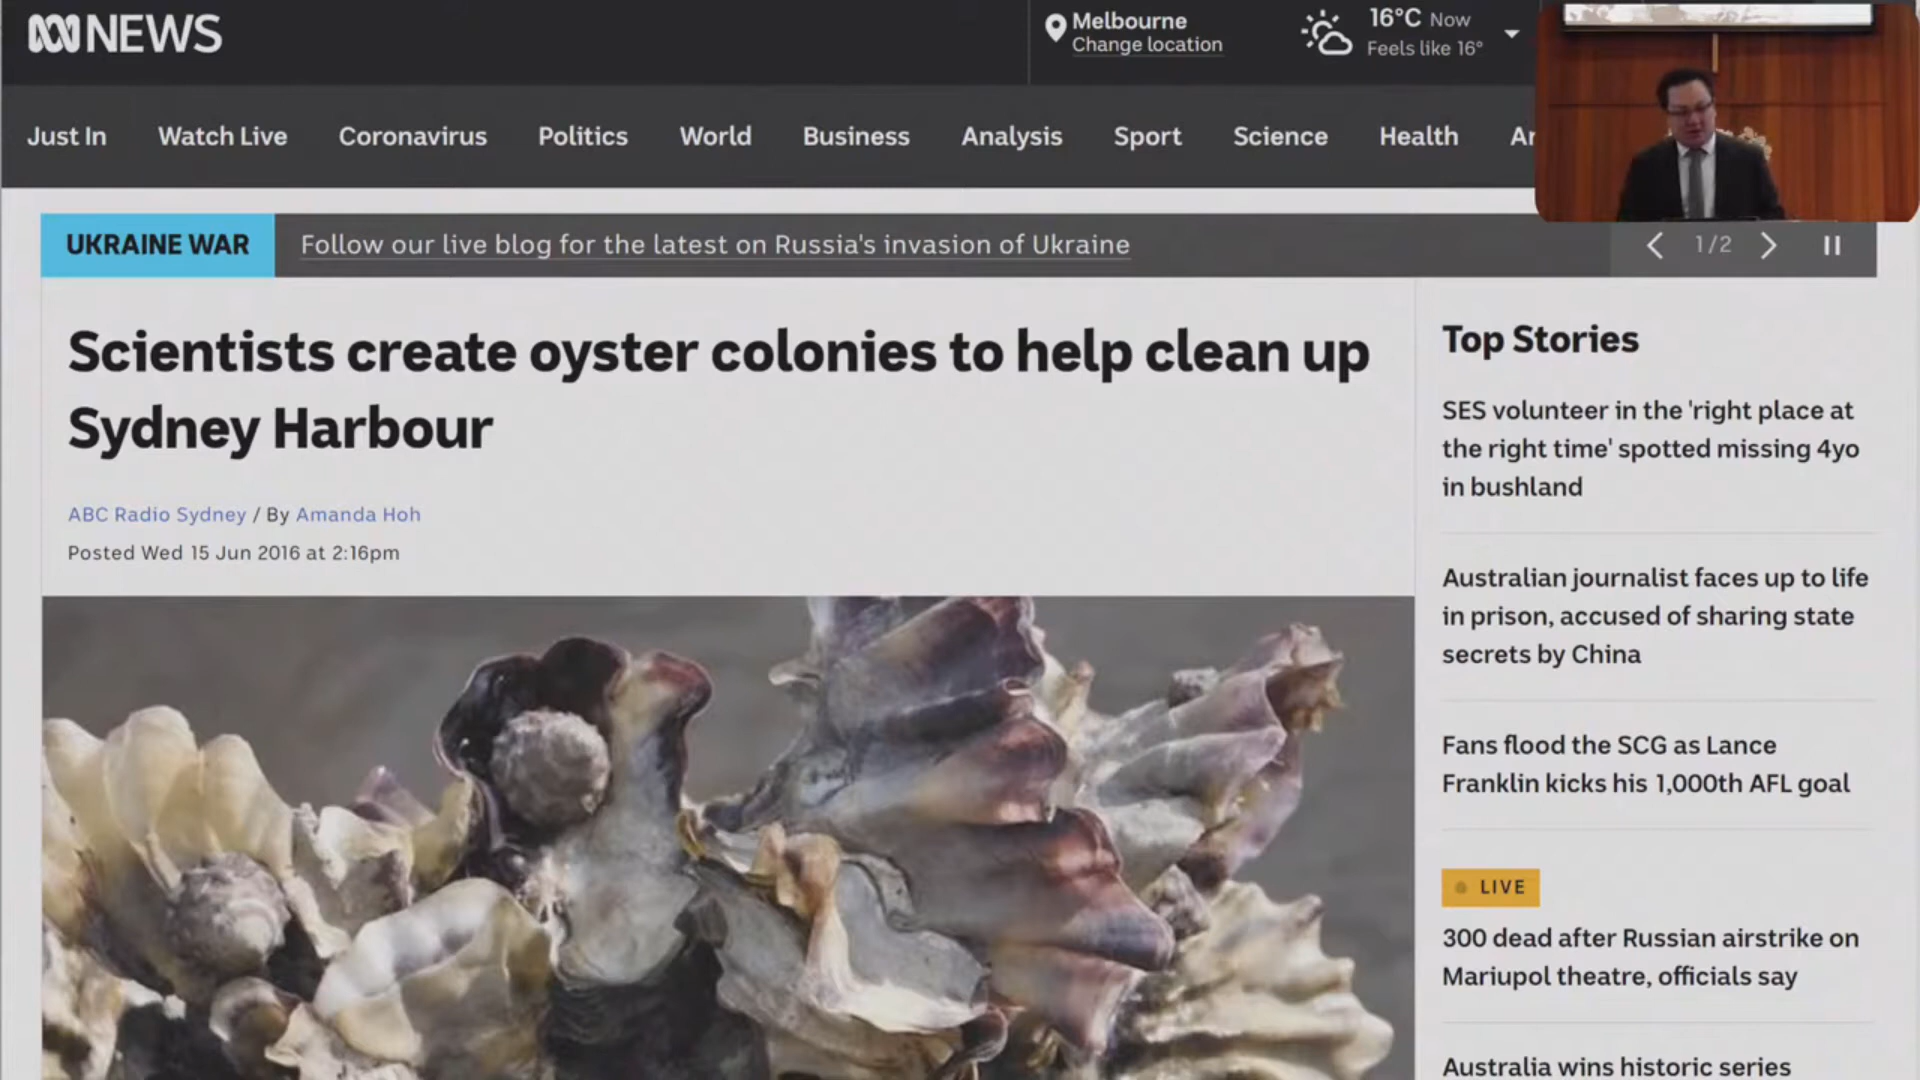 NEWS
Melbourne
Change location
16°C Now
Feels like 16°
Just In Watch Live Coronavirus Politics World Business Analysis Sport Science Health
UKRAINE WAR
Follow our live blog for the latest on Russia's invasion of Ukraine
1/2
Scientists create oyster colonies to help clean up
Sydney Harbour
ABC Radio Sydney / By Amanda Hoh
Posted Wed 15 Jun 2016 at 2:16pm
Top Stories
SES volunteer in the 'right place at
the right time' spotted missing 4yo
in bushland
Australian journalist faces up to life
in prison, accused of sharing state
secrets by China
Fans flood the SCG as Lance
Franklin kicks his 1,000th AFL goal
LIVE
300 dead after Russian airstrike on
Mariupol theatre, officials say
Australia wins historic series